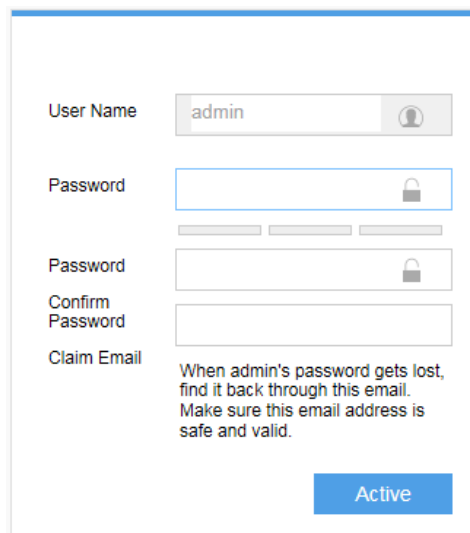 User Name
admin
Password
Password
Confirm
Password
Claim Email
When admin's password gets lost,
find it back through this email.
Make sure this email address is
safe and valid.
Active